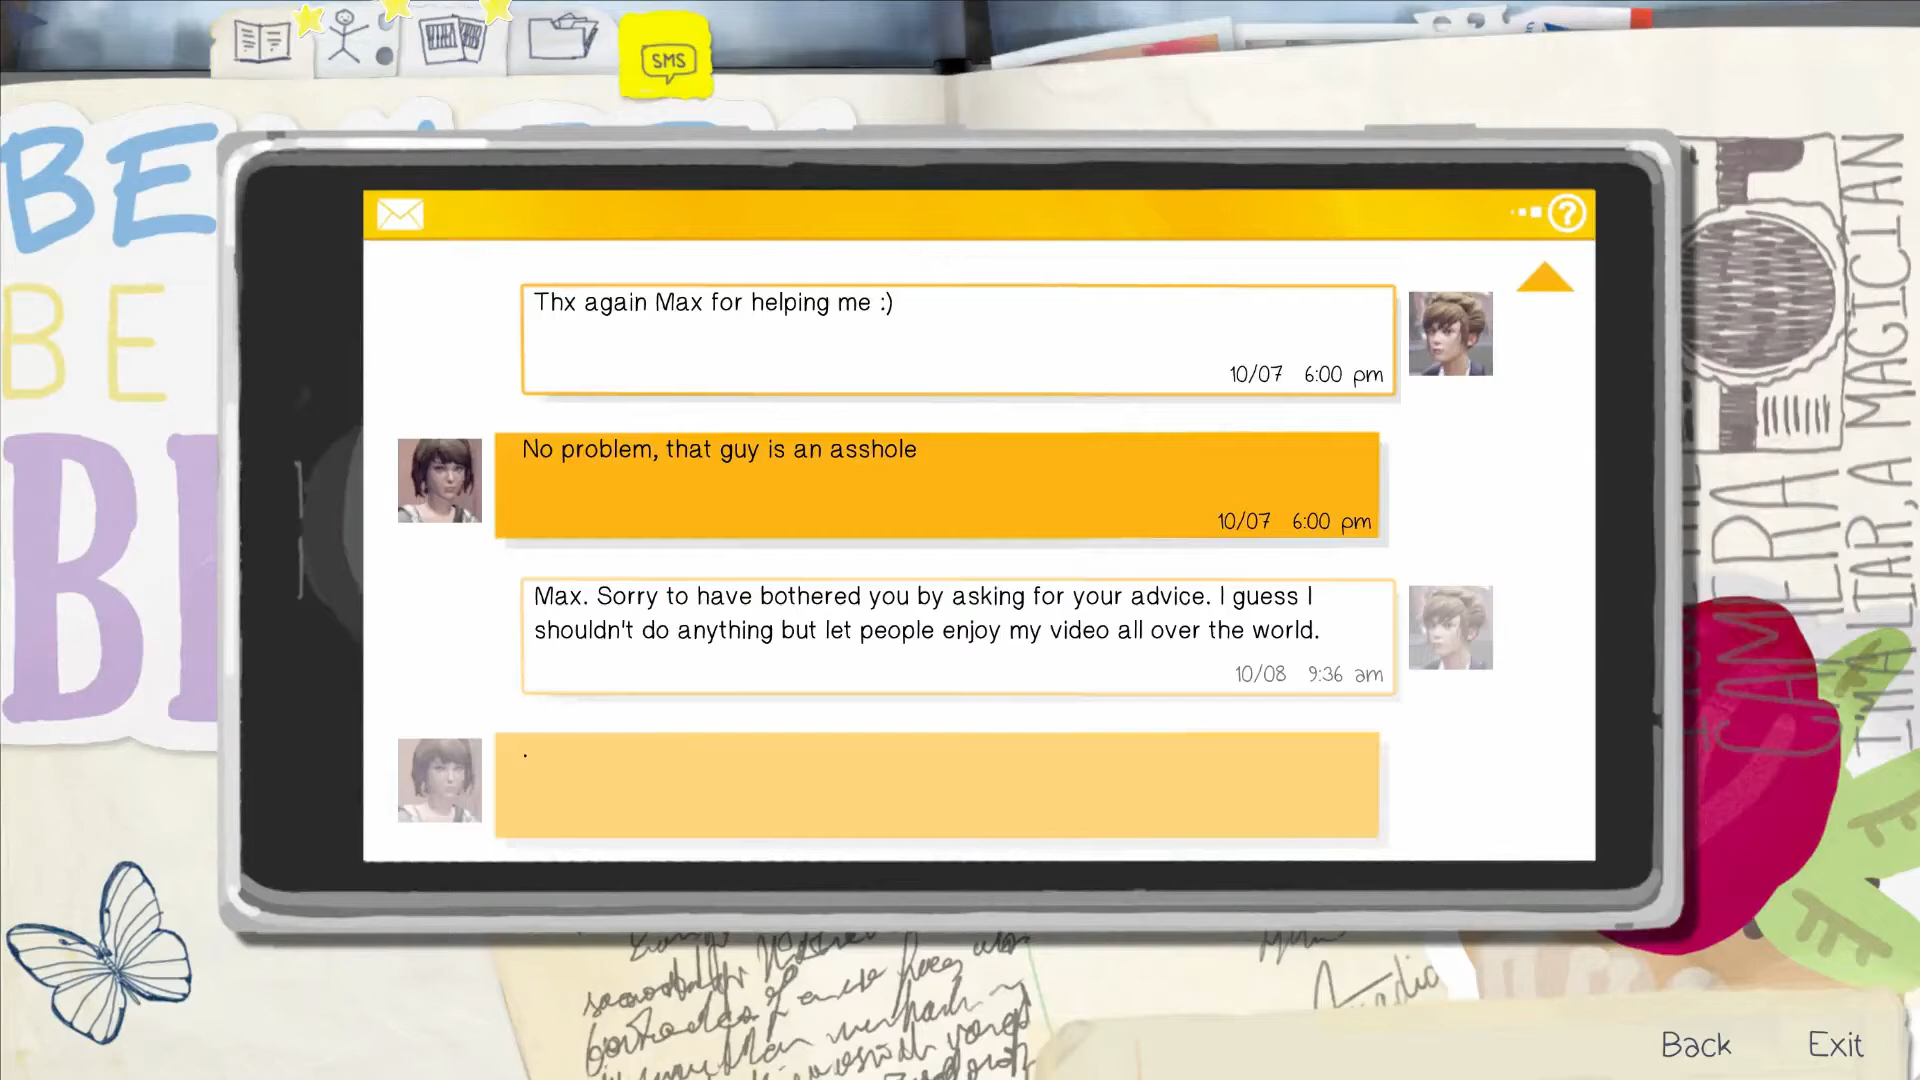 SMS
BE
BE
?
Thx again Max for helping me :)
10/07 6:00 pm
No problem, that guy is an asshole
10/07 6:00 pm
Max. Sorry to have bothered you by asking for your advice. I guess I
shouldn't do anything but let people enjoy my video all over the world.
10/08 9:36 am
.
CAMERA
LIAR, A MAGICIAN
Back
Exit